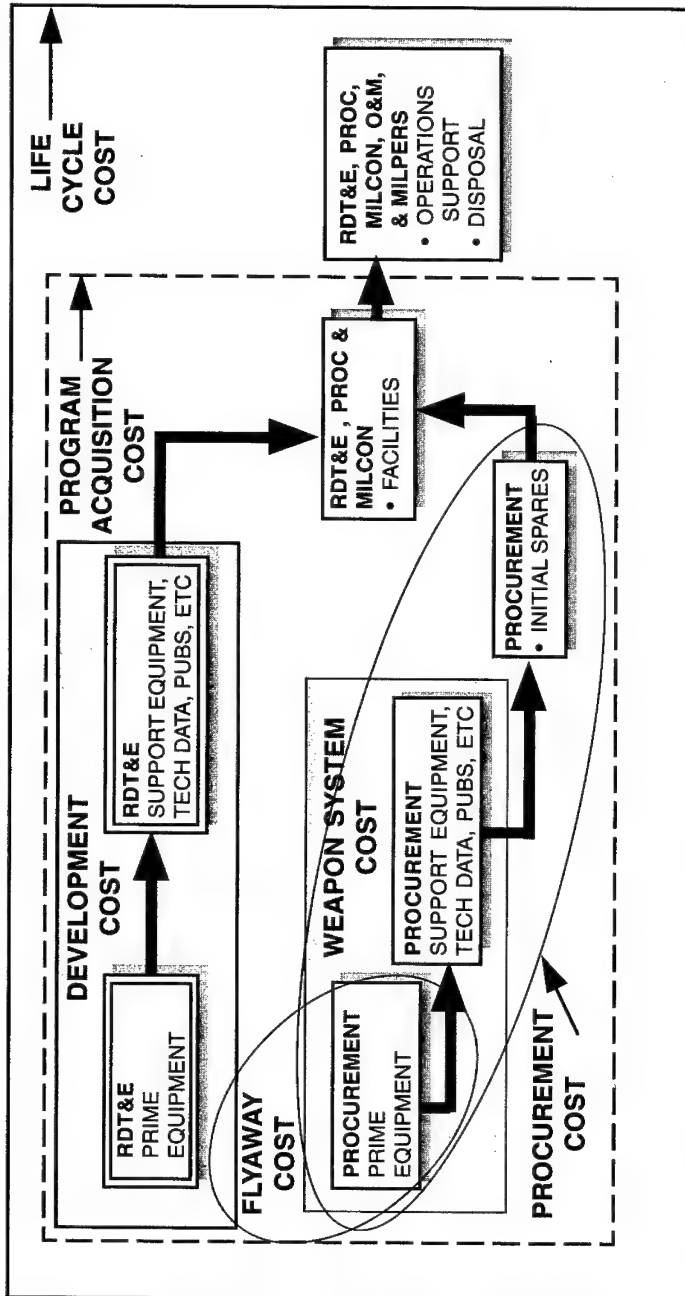 LIFE
CYCLE
COST
PROGRAM
ACQUISITION
COST
DEVELOPMENT
COST
RDT&E
PRIME
EQUIPMENT
RDT&E
SUPPORT EQUIPMENT,
TECH DATA, PUBS, ETC
FLYAWAY
COST
WEAPON SYSTEM
COST
PROCUREMENT
PRIME
EQUIPMENT
PROCUREMENT
SUPPORT EQUIPMENT,
TECH DATA, PUBS, ETC
PROCUREMENT
• INITIAL SPARES
PROCUREMENT
COST
RDT&E , PROC &
MILCON
• FACILITIES
RDT&E, PROC,
MILCON, O&M,
& MILPERS
• OPERATIONS
SUPPORT
• DISPOSAL